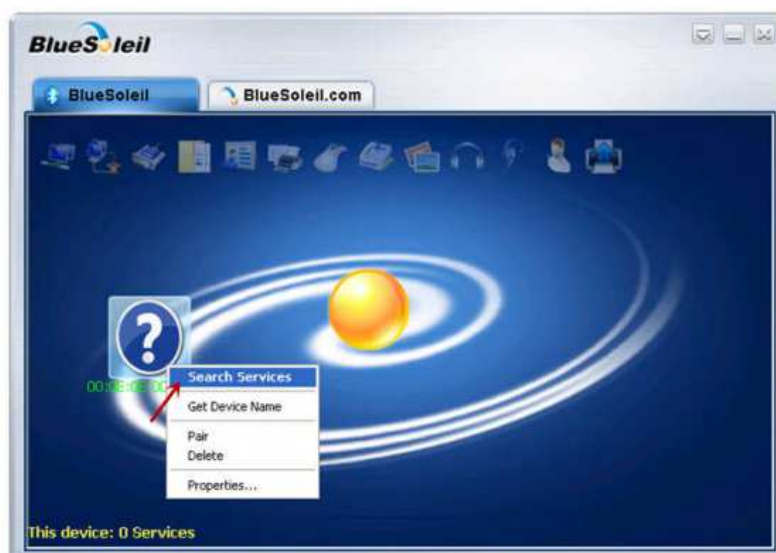 BlueSoleil
BlueSoleil
BlueSoleil.com
?
Search Services
Get Device Name
Pair
Delete
Properties...
This device: 0 Services